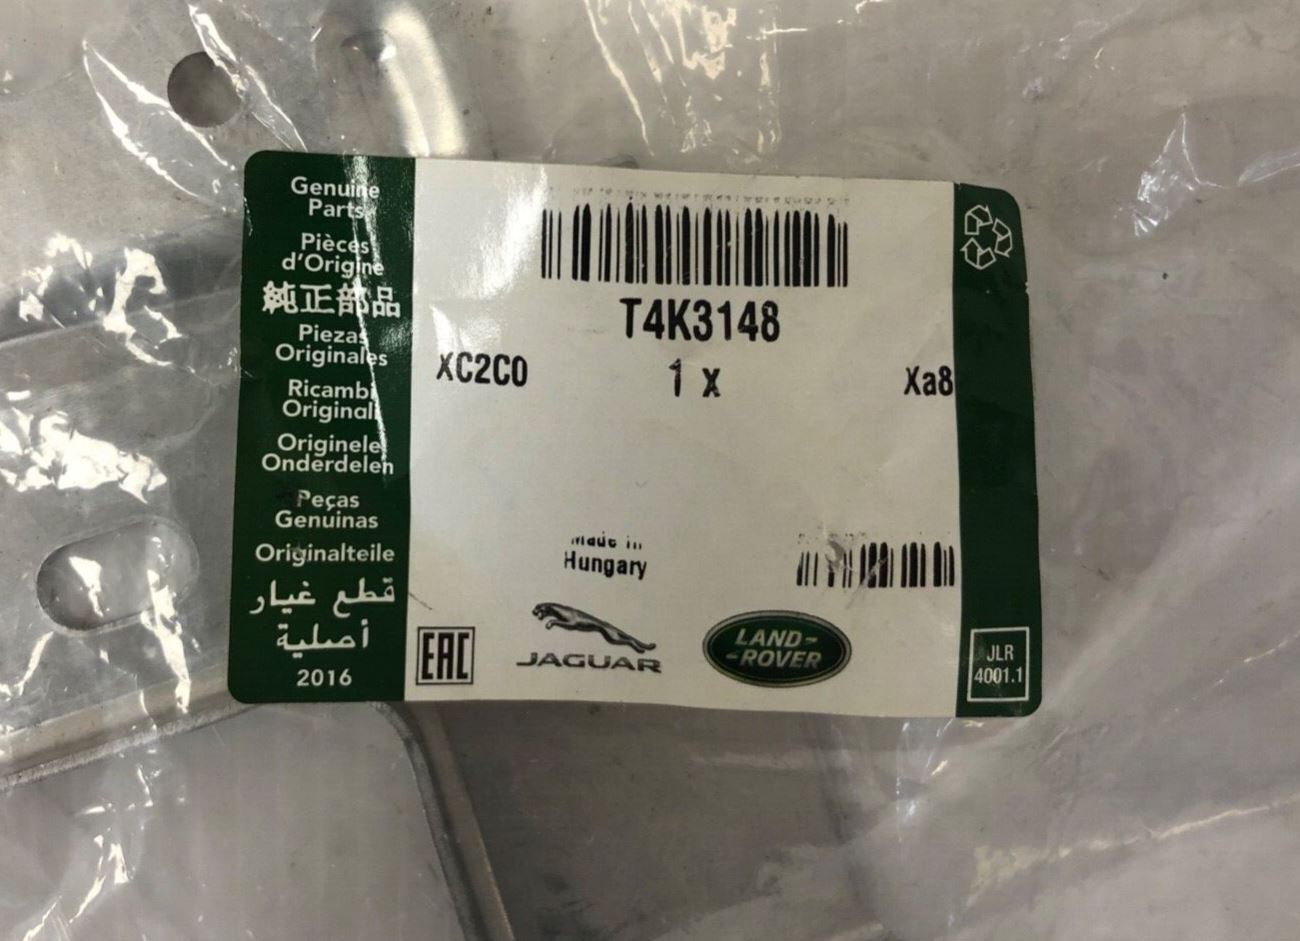 Genuine
Parts
Pièces
d'Origine
純正部品
Piezas
Originales
Ricambi
Originali
Originele
Onderdelen
Peças
Genuinas
Originalteile
قطع غيار
أصلية
2016
T4K3148
XC2C0 1 x Xa8
Made in
Hungary
EAC
JAGUAR
LAND-
-ROVER
JLR
4001.1